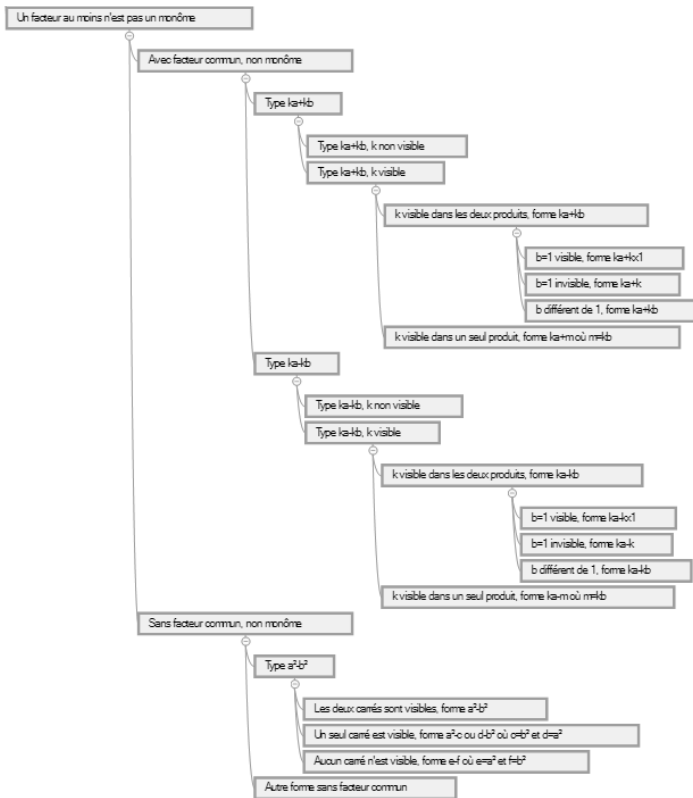 Un facteur au moins n'est pas un monôme
Avec facteur commun, non monôme
Type ka+kb
Type ka+kb, k non visible
Type ka+kb, k visible
k visible dans les deux produits, forme ka+kb
b=1 visible, forme ka+kx1
b=1 invisible, forme ka+k
b différent de 1, forme ka+kb
k visible dans un seul produit, forme ka+m où m=kb
Type ka-kb
Type ka-kb, k non visible
Type ka-kb, k visible
k visible dans les deux produits, forme ka-kb
b=1 visible, forme ka-kx1
b=1 invisible, forme ka-k
b différent de 1, forme ka-kb
k visible dans un seul produit, forme ka-m où m=kb
Sans facteur commun, non monôme
Type a²-b²
Les deux carrés sont visibles, forme a²-b²
Un seul carré est visible, forme a²-c ou d-b² où c=b² et d=a²
Aucun carré n'est visible, forme e-f où e=a² et f=b²
Autre forme sans facteur commun